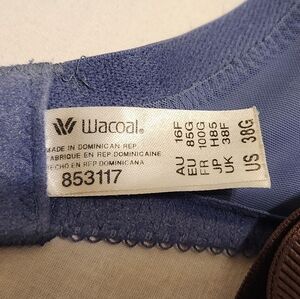 Wacoal®
MADE IN DOMINICAN REP
FABRIQUE EN REP DOMINICAINE
HECHO EN REP DOMINICANA
853117
AU 16F
EU 85G
FR 100G
JP H85
UK 38F
US 38G